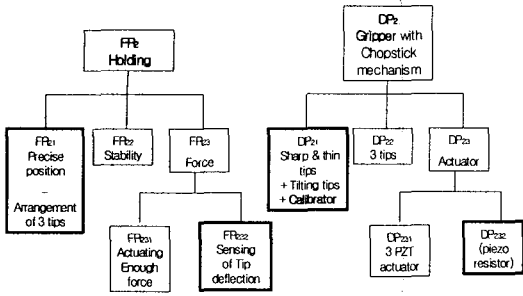 FR2
Holding
FR21
Precise
position
–
Arrangement
of 3 tips
FR22
Stability
FR23
Force
FR231
Actuating
Enough
force
FR232
Sensing
of Tip
deflection
DP2
Gripper with
Chopstick
mechanism
DP21
Sharp & thin
tips
+ Tilting tips
+ Calibrator
DP22
3 tips
DP23
Actuator
DP231
3 PZT
actuator
DP232
(piezo
resistor)